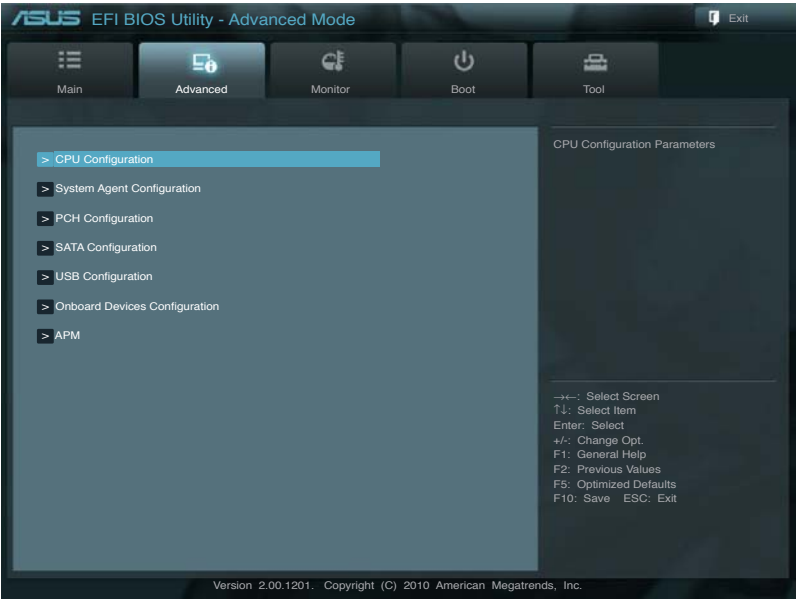 ASUS EFI BIOS Utility - Advanced Mode
Exit
Main
Advanced
Monitor
Boot
Tool
> CPU Configuration
> System Agent Configuration
> PCH Configuration
> SATA Configuration
> USB Configuration
> Onboard Devices Configuration
> APM
CPU Configuration Parameters
→←: Select Screen
↑↓: Select Item
Enter: Select
+/-: Change Opt.
F1: General Help
F2: Previous Values
F5: Optimized Defaults
F10: Save ESC: Exit
Version 2.00.1201. Copyright (C) 2010 American Megatrends, Inc.